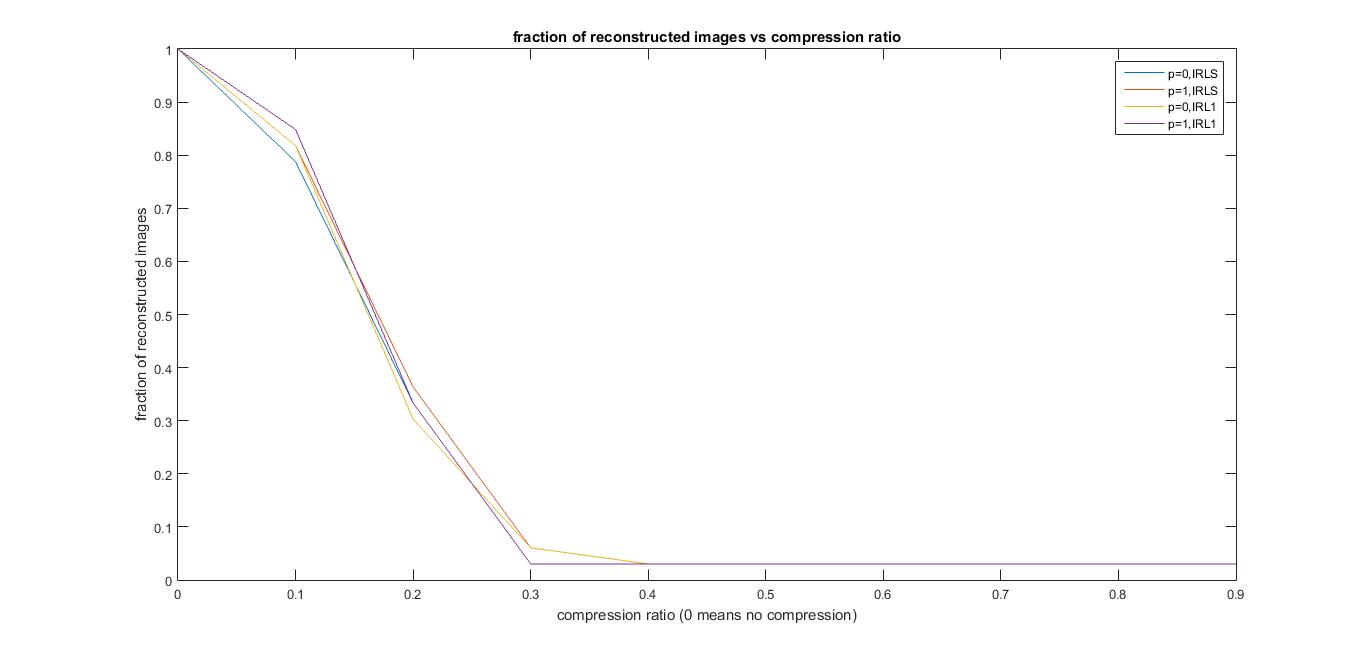 fraction of reconstructed images vs compression ratio
1
0.9
0.8
0.7
0.6
0.5
0.4
0.3
0.2
0.1
0
fraction of reconstructed images
p=0,IRLS
p=1,IRLS
p=0,IRL1
p=1,IRL1
0 0.1 0.2 0.3 0.4 0.5 0.6 0.7 0.8 0.9
compression ratio (0 means no compression)